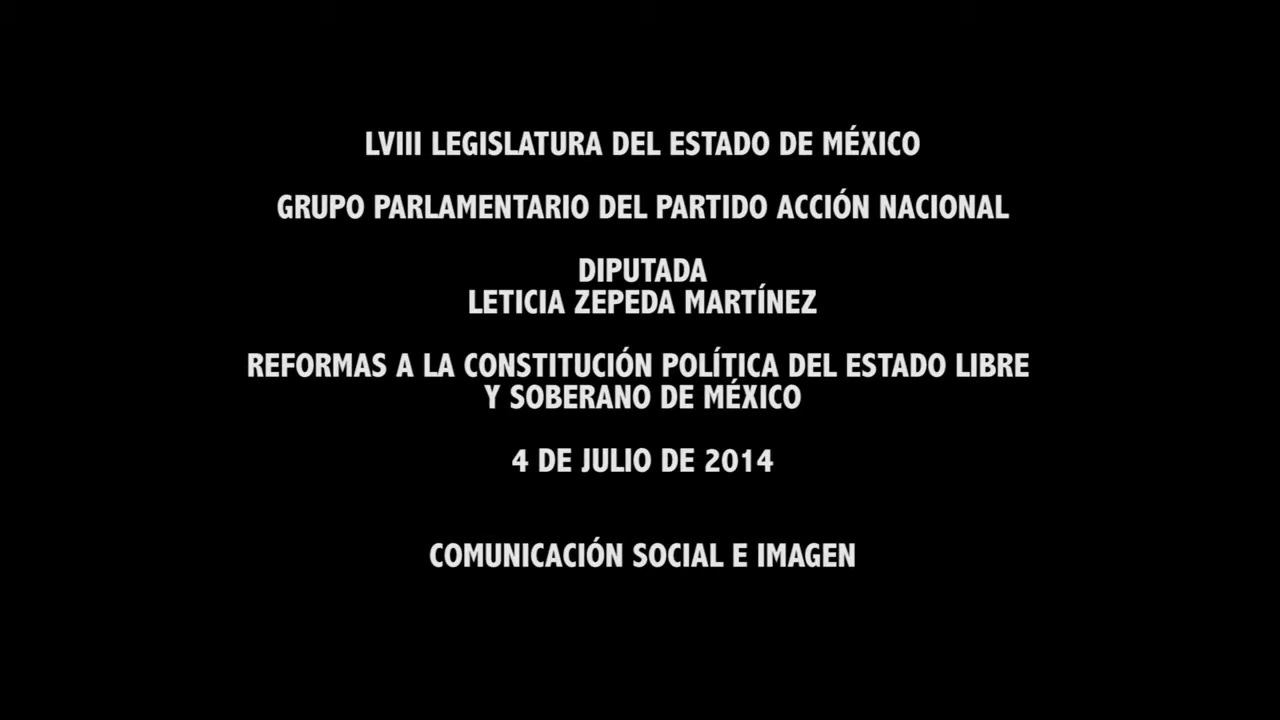 LVIII LEGISLATURA DEL ESTADO DE MÉXICO
GRUPO PARLAMENTARIO DEL PARTIDO ACCIÓN NACIONAL
DIPUTADA
LETICIA ZEPEDA MARTÍNEZ
REFORMAS A LA CONSTITUCIÓN POLÍTICA DEL ESTADO LIBRE
Y SOBERANO DE MÉXICO
4 DE JULIO DE 2014
COMUNICACIÓN SOCIAL E IMAGEN